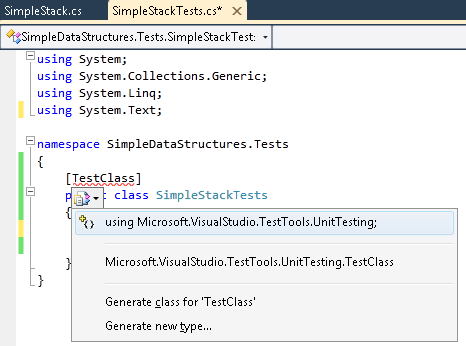 SimpleStack.cs SimpleStackTests.cs*
SimpleDataStructures.Tests.SimpleStackTest:
using System;
using System.Collections.Generic;
using System.Linq;
using System.Text;
namespace SimpleDataStructures.Tests
{
[TestClass]
p c class SimpleStackTests
{
using Microsoft.VisualStudio.TestTools.UnitTesting;
Microsoft.VisualStudio.TestTools.UnitTesting.TestClass
}
Generate class for 'TestClass'
}
Generate new type...